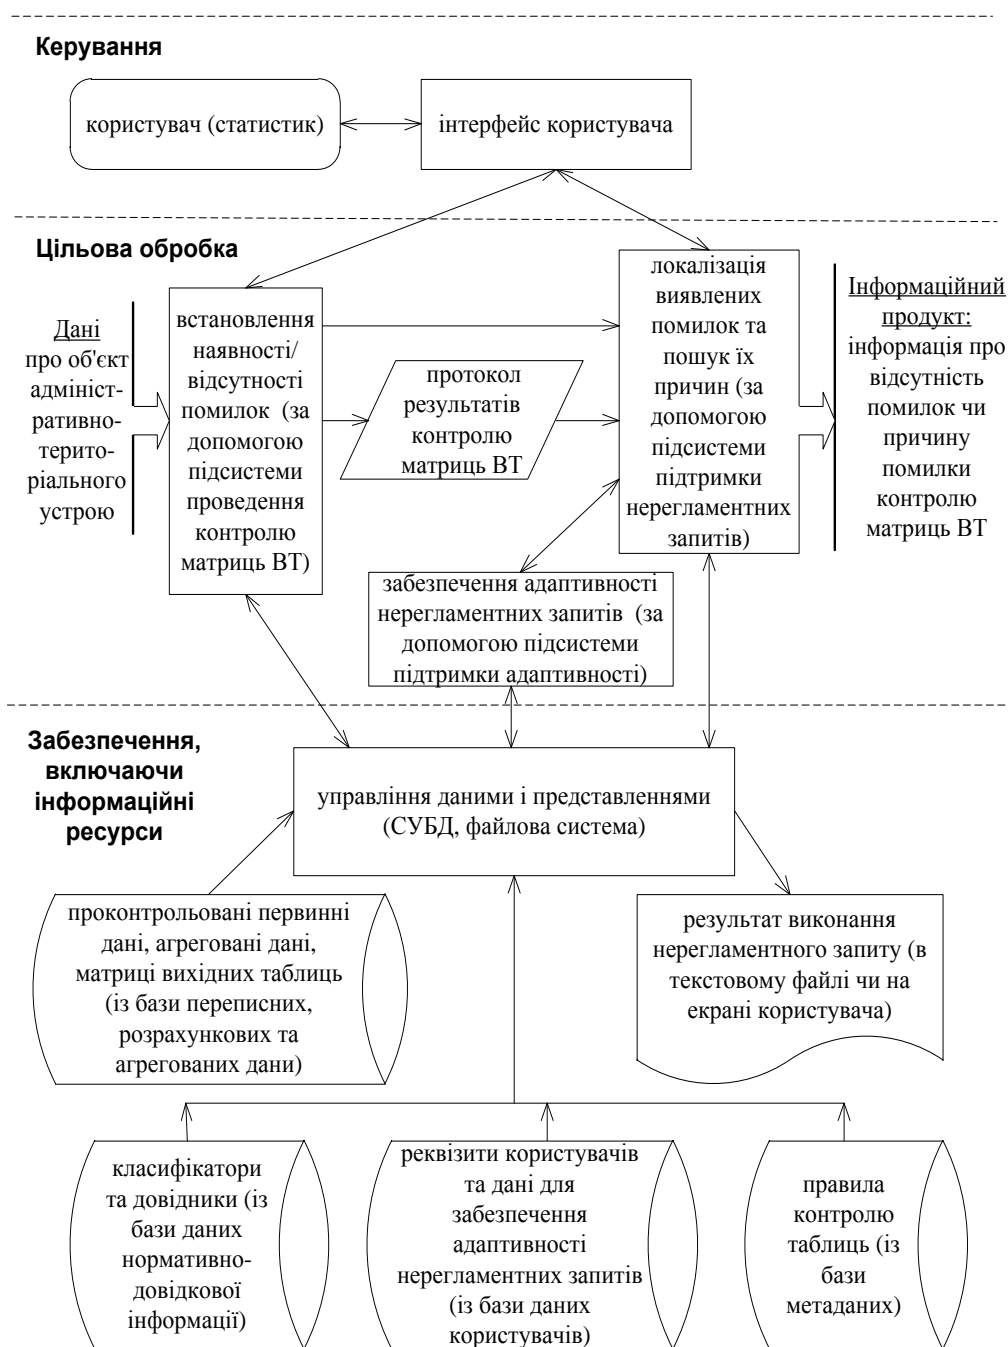 Керування
користувач (статистик)
інтерфейс користувача
Цільова обробка
Дані
про об'єкт
адмініст-
ративно-
терито-
ріального
устрою
встановлення
наявності/
відсутності
помилок (за
допомогою
підсистеми
проведення
контролю
матриць ВТ)
протокол
результатів
контролю
матриць ВТ
локалізація
виявлених
помилок та
пошук їх
причин (за
допомогою
підсистеми
підтримки
нерегламентних
запитів)
Інформаційний
продукт:
інформація про
відсутність
помилок чи
причину
помилки
контролю
матриць ВТ
забезпечення адаптивності
нерегламентних запитів (за
допомогою підсистеми
підтримки адаптивності)
Забезпечення,
включаючи
інформаційні
ресурси
управління даними і представленнями
(СУБД, файлова система)
проконтрольовані первинні
дані, агреговані дані,
матриці вихідних таблиць
(із бази переписних,
розрахункових та
агрегованих дани)
результат виконання
нерегламентного запиту (в
текстовому файлі чи на
екрані користувача)
класифікатори
та довідники (із
бази даних
нормативно-
довідкової
інформації)
реквізити користувачів
та дані для
забезпечення
адаптивності
нерегламентних запитів
(із бази даних
користувачів)
правила
контролю
таблиць (із
бази
метаданих)